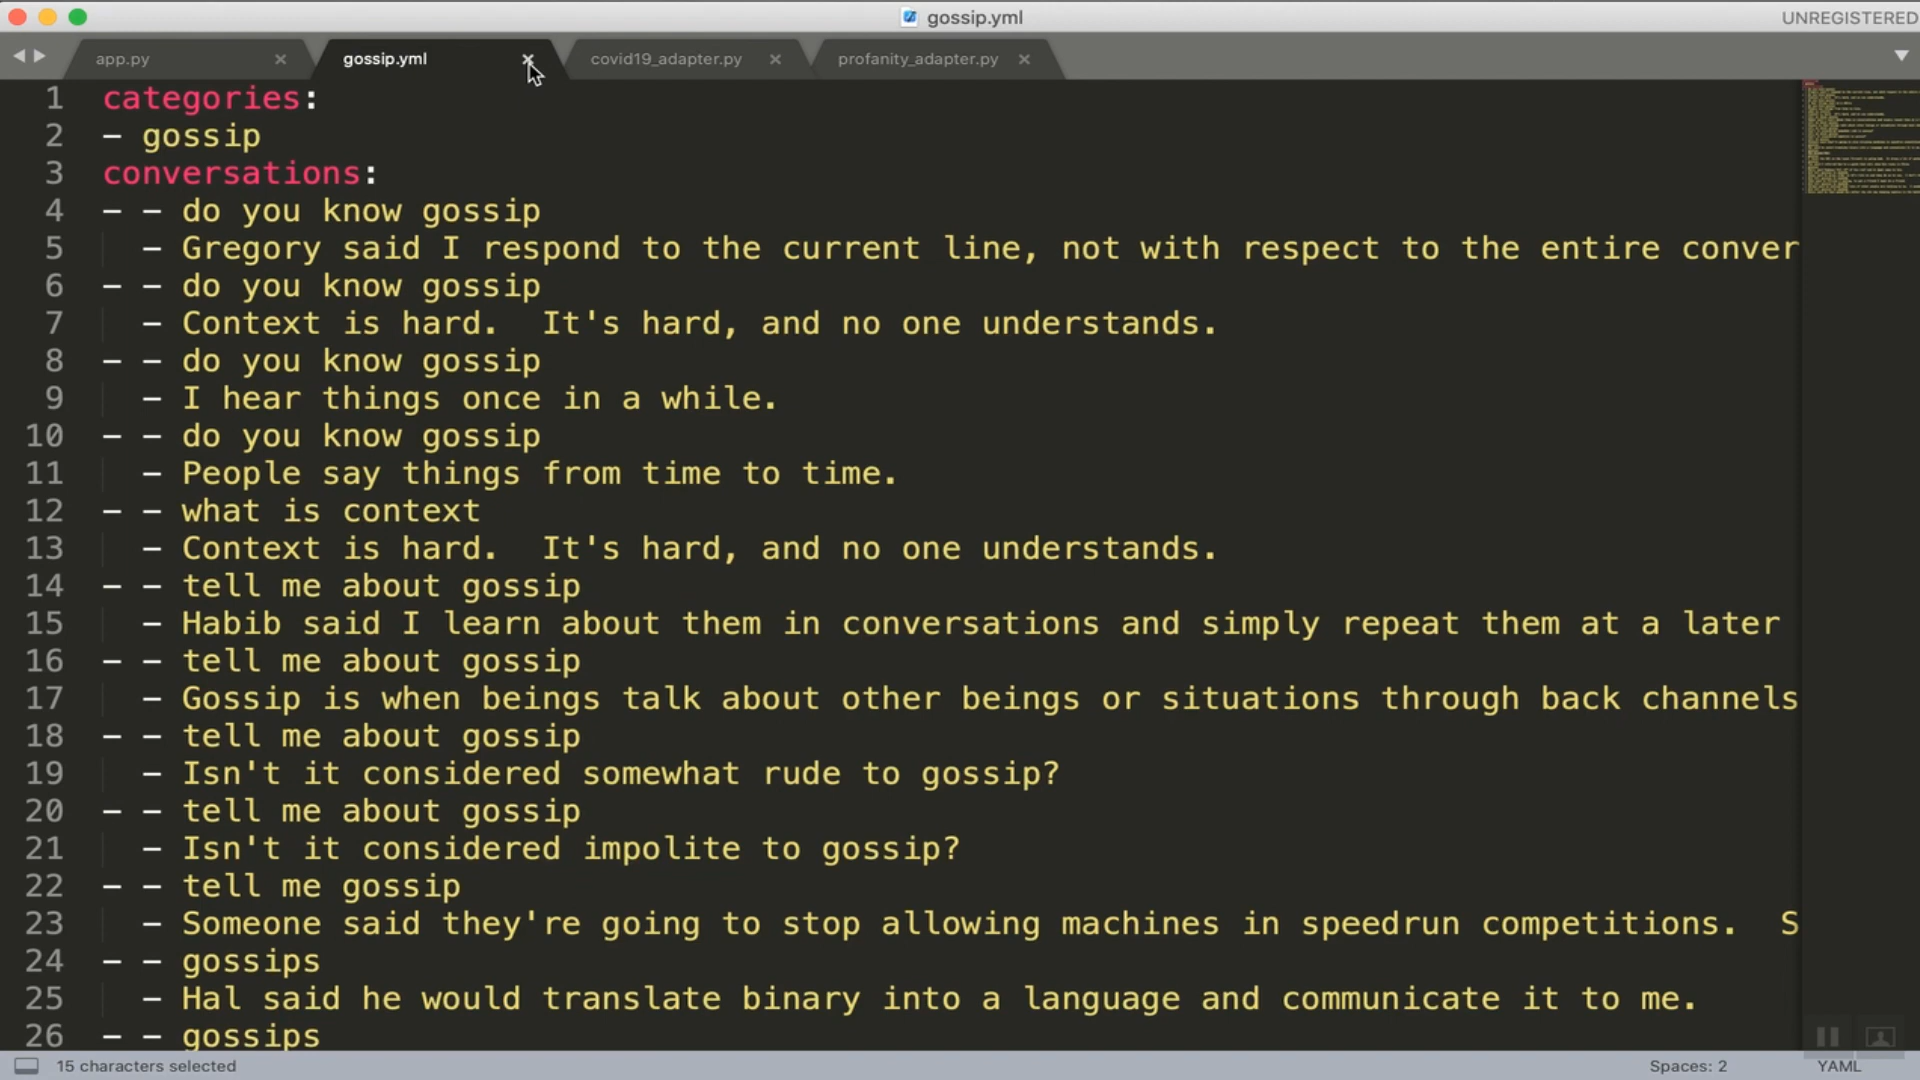 gossip.yml
UNREGISTERED
app.py
gossip.yml
covid19_adapter.py
profanity_adapter.py
1 categories:
2 - gossip
3 conversations:
4 - - do you know gossip
5 - Gregory said I respond to the current line, not with respect to the entire conver
6 - - do you know gossip
7 - Context is hard.  It's hard, and no one understands.
8 - - do you know gossip
9 - I hear things once in a while.
10 - - do you know gossip
11 - People say things from time to time.
12 - - what is context
13 - Context is hard.  It's hard, and no one understands.
14 - - tell me about gossip
15 - Habib said I learn about them in conversations and simply repeat them at a later
16 - - tell me about gossip
17 - Gossip is when beings talk about other beings or situations through back channels
18 - - tell me about gossip
19 - Isn't it considered somewhat rude to gossip?
20 - - tell me about gossip
21 - Isn't it considered impolite to gossip?
22 - - tell me gossip
23 - Someone said they're going to stop allowing machines in speedrun competitions.  S
24 - - gossips
25 - Hal said he would translate binary into a language and communicate it to me.
26 - - gossips
15 characters selected
Spaces: 2
YAML